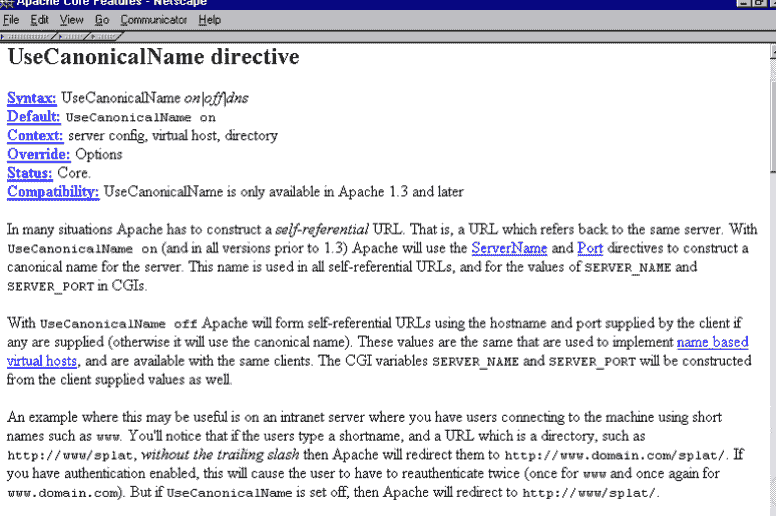 Apache Core Features - Netscape
File Edit View Go Communicator Help
UseCanonicalName directive
Syntax: UseCanonicalName on|off|dns
Default: UseCanonicalName on
Context: server config, virtual host, directory
Override: Options
Status: Core.
Compatibility: UseCanonicalName is only available in Apache 1.3 and later
In many situations Apache has to construct a self-referential URL. That is, a URL which refers back to the same server. With
UseCanonicalName on (and in all versions prior to 1.3) Apache will use the ServerName and Port directives to construct a
canonical name for the server. This name is used in all self-referential URLs, and for the values of SERVER_NAME and
SERVER_PORT in CGIs.
With UseCanonicalName off Apache will form self-referential URLs using the hostname and port supplied by the client if
any are supplied (otherwise it will use the canonical name). These values are the same that are used to implement name based
virtual hosts, and are available with the same clients. The CGI variables SERVER_NAME and SERVER_PORT will be constructed
from the client supplied values as well.
An example where this may be useful is on an intranet server where you have users connecting to the machine using short
names such as www. You'll notice that if the users type a shortname, and a URL which is a directory, such as
http://www/splat, without the trailing slash then Apache will redirect them to http://www.domain.com/splat/. If
you have authentication enabled, this will cause the user to have to reauthenticate twice (once for www and once again for
www.domain.com). But if UseCanonicalName is set off, then Apache will redirect to http://www/splat/.